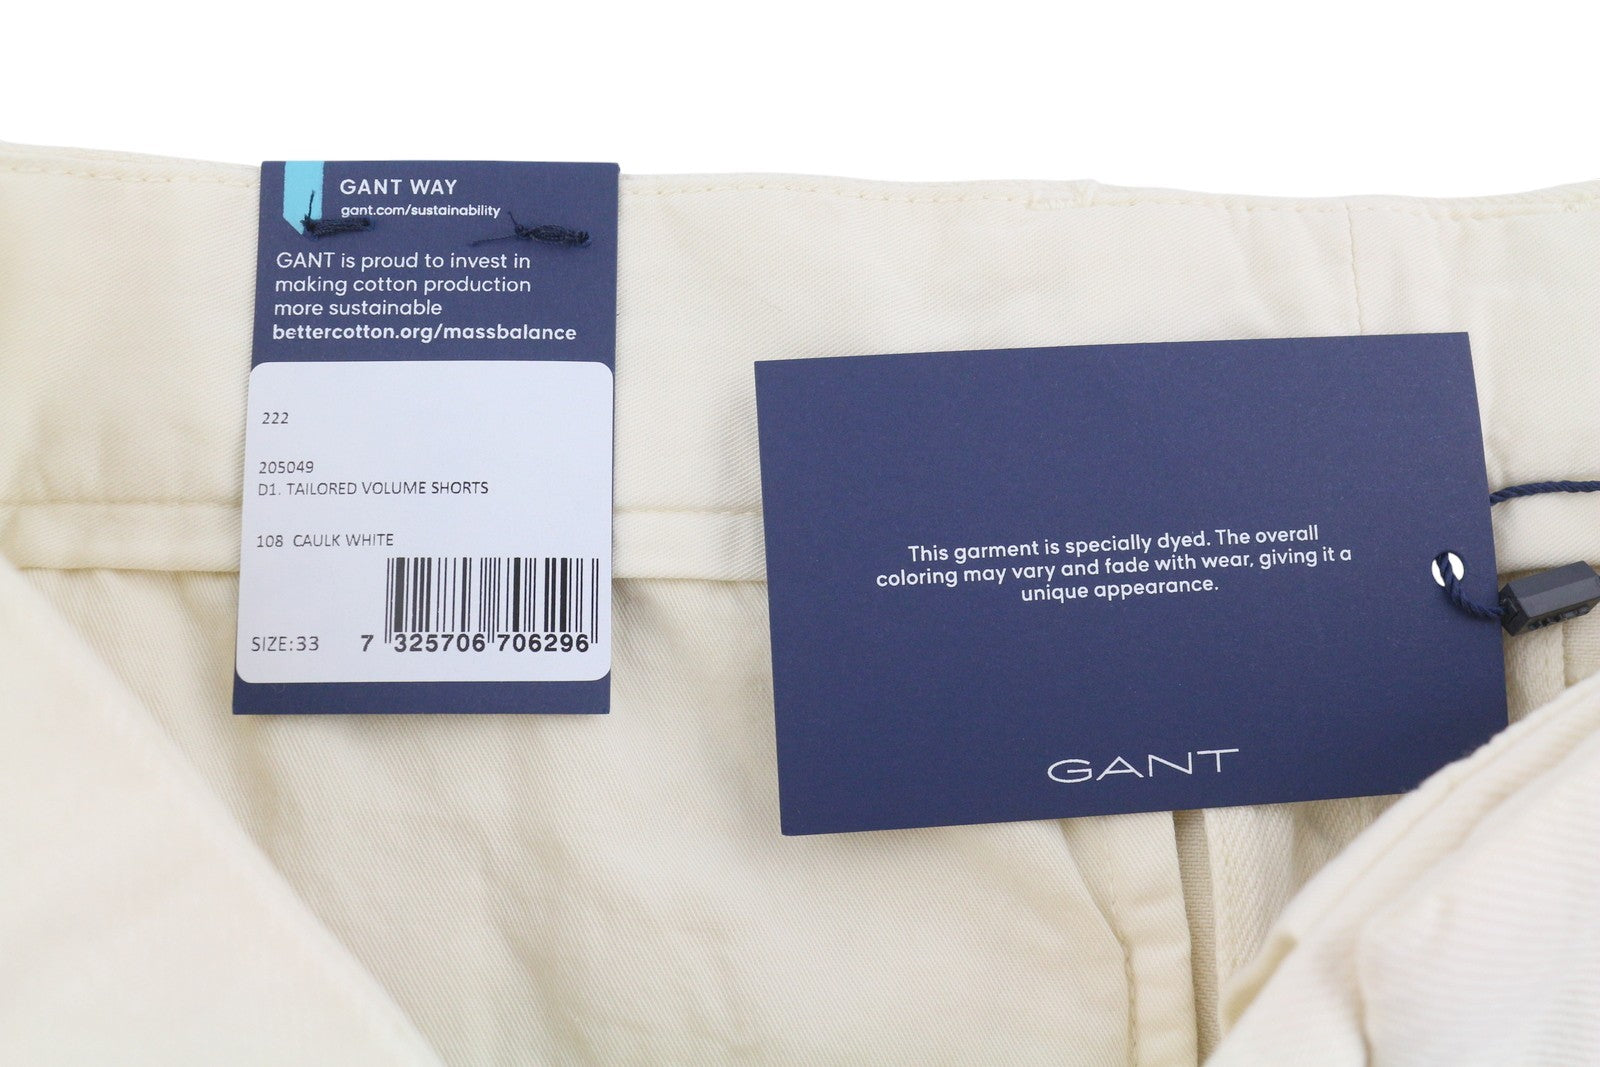 GANT WAY
gant.com/sustainability
GANT is proud to invest in
making cotton production
more sustainable
bettercotton.org/massbalance
222
205049
D1. TAILORED VOLUME SHORTS
108 CAULK WHITE
SIZE:33
7 325706 706296
This garment is specially dyed. The overall
coloring may vary and fade with wear, giving it a
unique appearance.
GANT